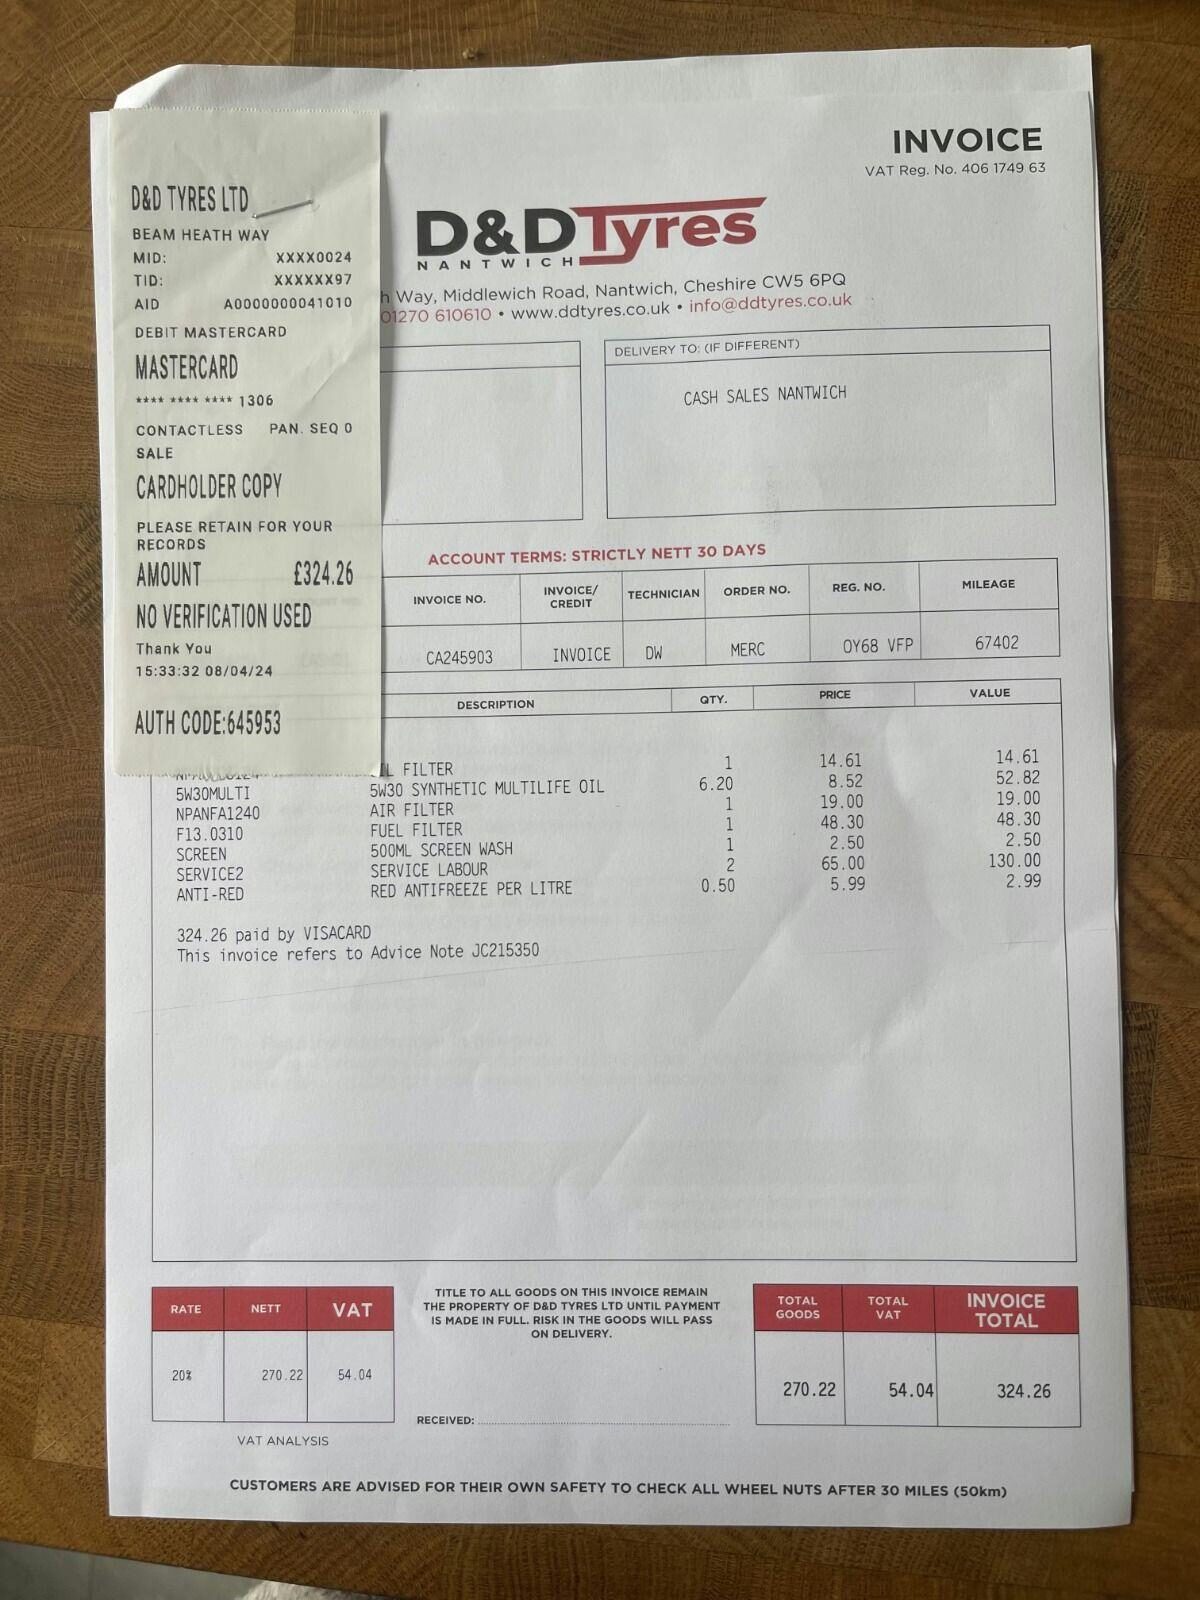 INVOICE
VAT Reg. No. 406 1749 63
D&D Tyres
NANTWICH
h Way, Middlewich Road, Nantwich, Cheshire CW5 6PQ
01270 610610 • www.ddtyres.co.uk • info@ddtyres.co.uk
D&D TYRES LTD
BEAM HEATH WAY
MID: XXXX0024
TID: XXXXXX97
AID A0000000041010
DEBIT MASTERCARD
MASTERCARD
**** **** **** 1306
CONTACTLESS PAN. SEQ 0
SALE
CARDHOLDER COPY
PLEASE RETAIN FOR YOUR
RECORDS
AMOUNT £324.26
NO VERIFICATION USED
Thank You
15:33:32 08/04/24
AUTH CODE:645953
DELIVERY TO: (IF DIFFERENT)
CASH SALES NANTWICH
ACCOUNT TERMS: STRICTLY NETT 30 DAYS
INVOICE NO. INVOICE/ CREDIT TECHNICIAN ORDER NO. REG. NO. MILEAGE
CA245903 INVOICE DW MERC OY68 VFP 67402
DESCRIPTION QTY. PRICE VALUE
IL FILTER 1 14.61 14.61
5W30MULTI 5W30 SYNTHETIC MULTILIFE OIL 6.20 8.52 52.82
NPANFA1240 AIR FILTER 1 19.00 19.00
F13.0310 FUEL FILTER 1 48.30 48.30
SCREEN 500ML SCREEN WASH 1 2.50 2.50
SERVICE2 SERVICE LABOUR 2 65.00 130.00
ANTI-RED RED ANTIFREEZE PER LITRE 0.50 5.99 2.99
324.26 paid by VISACARD
This invoice refers to Advice Note JC215350
RATE NETT VAT
20% 270.22 54.04
VAT ANALYSIS
TITLE TO ALL GOODS ON THIS INVOICE REMAIN
THE PROPERTY OF D&D TYRES LTD UNTIL PAYMENT
IS MADE IN FULL. RISK IN THE GOODS WILL PASS
ON DELIVERY.
RECEIVED:
TOTAL GOODS TOTAL VAT INVOICE TOTAL
270.22 54.04 324.26
CUSTOMERS ARE ADVISED FOR THEIR OWN SAFETY TO CHECK ALL WHEEL NUTS AFTER 30 MILES (50km)